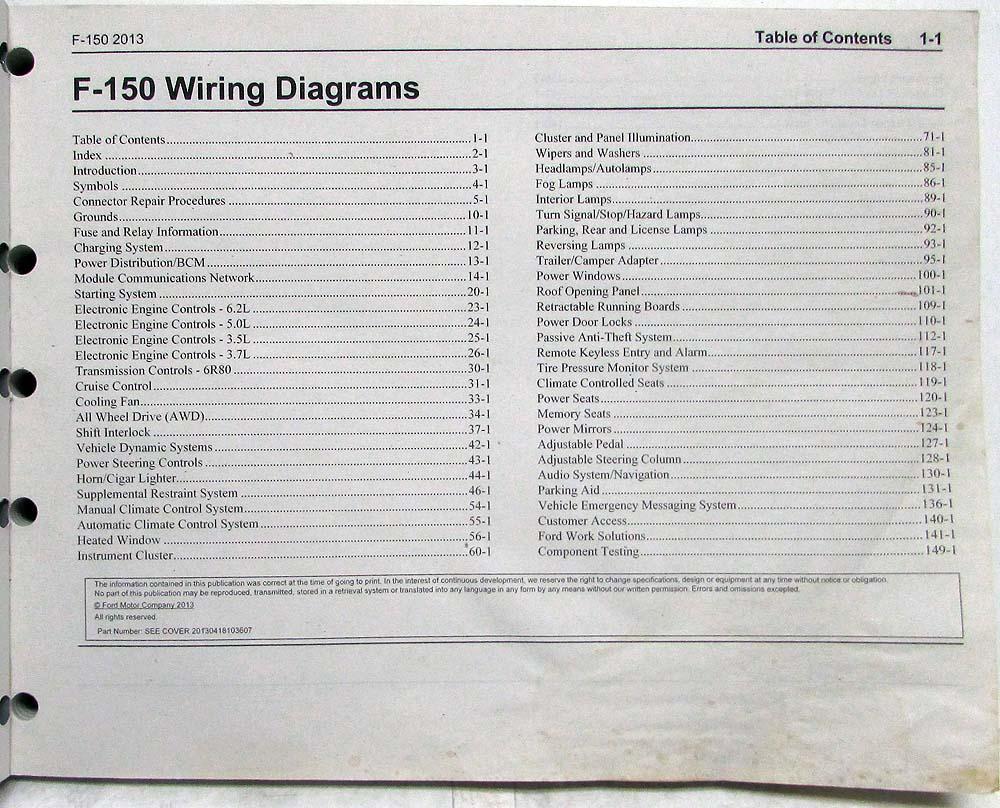 F-150 2013
Table of Contents 1-1
F-150 Wiring Diagrams
Table of Contents 1-1
Index 2-1
Introduction 3-1
Symbols 4-1
Connector Repair Procedures 5-1
Grounds 10-1
Fuse and Relay Information 11-1
Charging System 12-1
Power Distribution/BCM 13-1
Module Communications Network 14-1
Starting System 20-1
Electronic Engine Controls - 6.2L 23-1
Electronic Engine Controls - 5.0L 24-1
Electronic Engine Controls - 3.5L 25-1
Electronic Engine Controls - 3.7L 26-1
Transmission Controls - 6R80 30-1
Cruise Control 31-1
Cooling Fan 33-1
All Wheel Drive (AWD) 34-1
Shift Interlock 37-1
Vehicle Dynamic Systems 42-1
Power Steering Controls 43-1
Horn/Cigar Lighter 44-1
Supplemental Restraint System 46-1
Manual Climate Control System 54-1
Automatic Climate Control System 55-1
Heated Window 56-1
Instrument Cluster 60-1
Cluster and Panel Illumination 71-1
Wipers and Washers 81-1
Headlamps/Autolamps 85-1
Fog Lamps 86-1
Interior Lamps 89-1
Turn Signal/Stop/Hazard Lamps 90-1
Parking, Rear and License Lamps 92-1
Reversing Lamps 93-1
Trailer/Camper Adapter 95-1
Power Windows 100-1
Roof Opening Panel 101-1
Retractable Running Boards 109-1
Power Door Locks 110-1
Passive Anti-Theft System 112-1
Remote Keyless Entry and Alarm 117-1
Tire Pressure Monitor System 118-1
Climate Controlled Seats 119-1
Power Seats 120-1
Memory Seats 123-1
Power Mirrors 124-1
Adjustable Pedal 127-1
Adjustable Steering Column 128-1
Audio System/Navigation 130-1
Parking Aid 131-1
Vehicle Emergency Messaging System 136-1
Customer Access 140-1
Ford Work Solutions 141-1
Component Testing 149-1
The information contained in this publication was correct at the time of going to print. In the interest of continuous development, we reserve the right to change specifications, design or equipment at any time without notice or obligation.
No part of this publication may be reproduced, transmitted, stored in a retrieval system or translated into any language in any form by any means without our written permission. Errors and omissions excepted.
© Ford Motor Company 2013
All rights reserved.
Part Number: SEE COVER 20130418103607